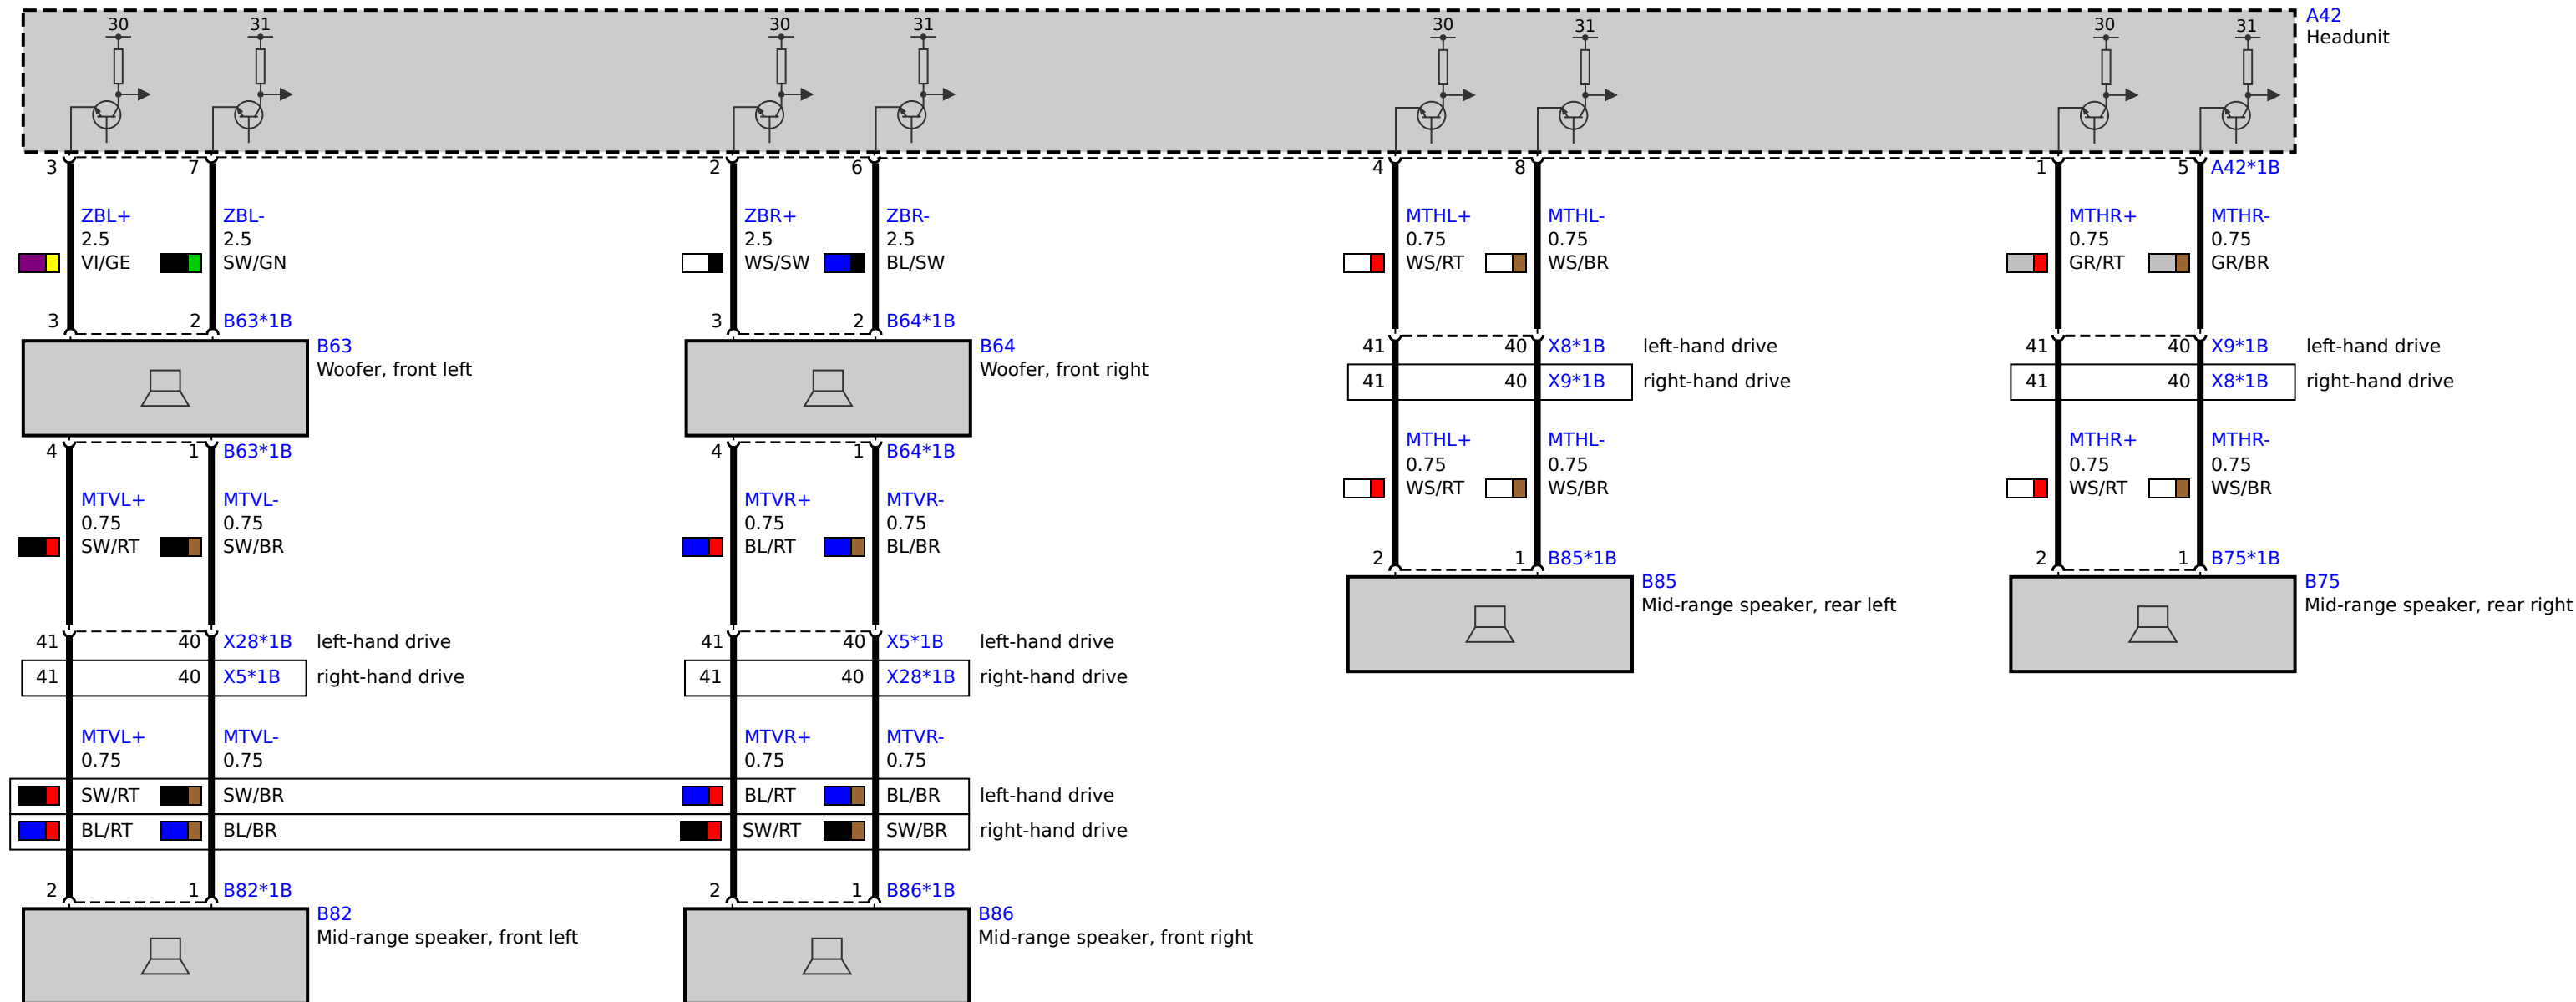 30 31 30 31 30 31 30 31 A42
Headunit
3 7 2 6 4 8 1 5 A42*1B
ZBL+ ZBL- ZBR+ ZBR- MTHL+ MTHL- MTHR+ MTHR-
2.5 2.5 2.5 2.5 0.75 0.75 0.75 0.75
VI/GE SW/GN WS/SW BL/SW WS/RT WS/BR GR/RT GR/BR
3 2 B63*1B 3 2 B64*1B
B63 B64 41 40 X8*1B left-hand drive 41 40 X9*1B left-hand drive
Woofer, front left Woofer, front right 41 40 X9*1B right-hand drive 41 40 X8*1B right-hand drive
4 1 B63*1B 4 1 B64*1B MTHL+ MTHL- MTHR+ MTHR-
0.75 0.75 0.75 0.75
WS/RT WS/BR WS/RT WS/BR
MTVL+ MTVL- MTVR+ MTVR-
0.75 0.75 0.75 0.75
SW/RT SW/BR BL/RT BL/BR
2 1 B85*1B 2 1 B75*1B
B85 B75
Mid-range speaker, rear left Mid-range speaker, rear right
41 40 X28*1B left-hand drive 41 40 X5*1B left-hand drive
41 40 X5*1B right-hand drive 41 40 X28*1B right-hand drive
MTVL+ MTVL- MTVR+ MTVR-
0.75 0.75 0.75 0.75
SW/RT SW/BR BL/RT BL/BR left-hand drive
BL/RT BL/BR SW/RT SW/BR right-hand drive
2 1 B82*1B 2 1 B86*1B
B82 B86
Mid-range speaker, front left Mid-range speaker, front right